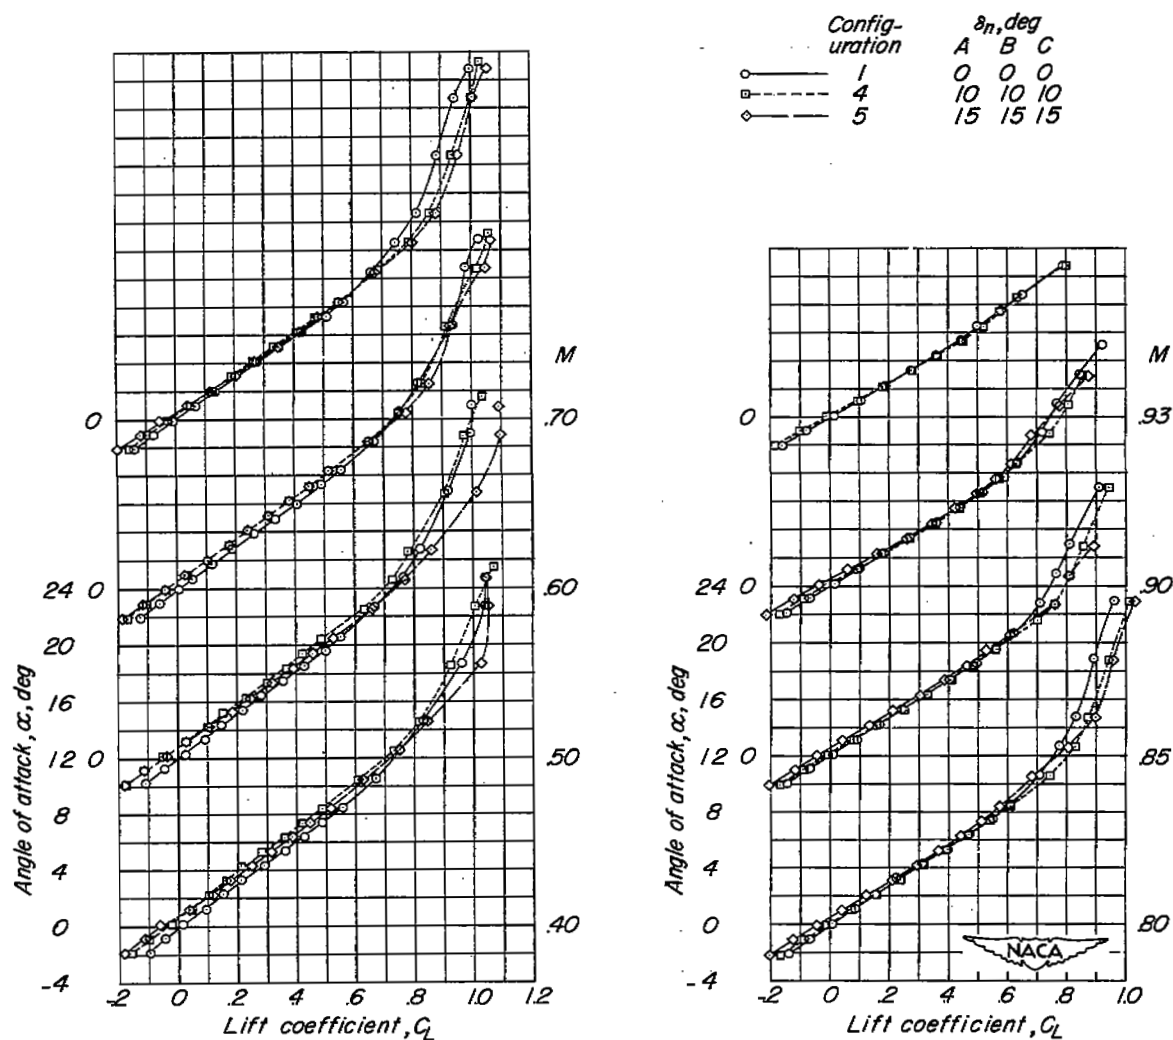 Config-
uration
δn, deg
A B C
1 0 0 0
4 10 10 10
5 15 15 15
M
0 .70
24 0 .60
20
16
12 0 .50
8
4
0 .40
-4
-.2 0 .2 .4 .6 .8 1.0 1.2
Angle of attack, α, deg
Lift coefficient, CL
M
0 .93
24 0 .90
20
16
12 0 .85
8
4
0 .80
-4
-.2 0 .2 .4 .6 .8 1.0
Angle of attack, α, deg
Lift coefficient, CL
NACA